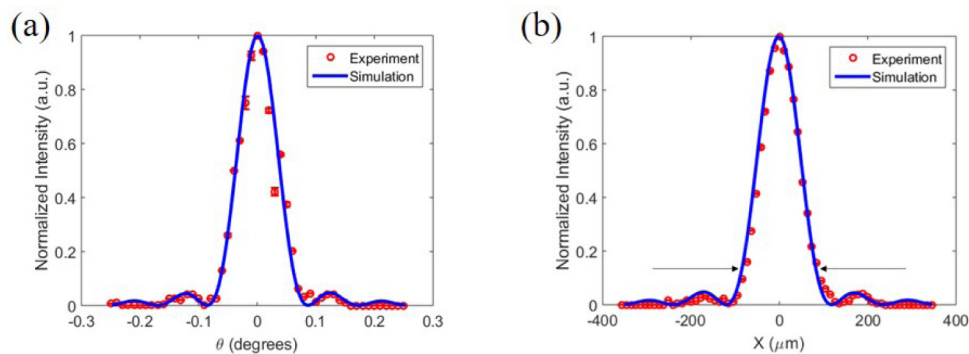 (a)
Normalized Intensity (a.u.)
1
0.8
0.6
0.4
0.2
0
-0.3
-0.2
-0.1
0
0.1
0.2
0.3
θ (degrees)
Experiment
Simulation
(b)
Normalized Intensity (a.u.)
1
0.8
0.6
0.4
0.2
0
-400
-200
0
200
400
X (μm)
Experiment
Simulation